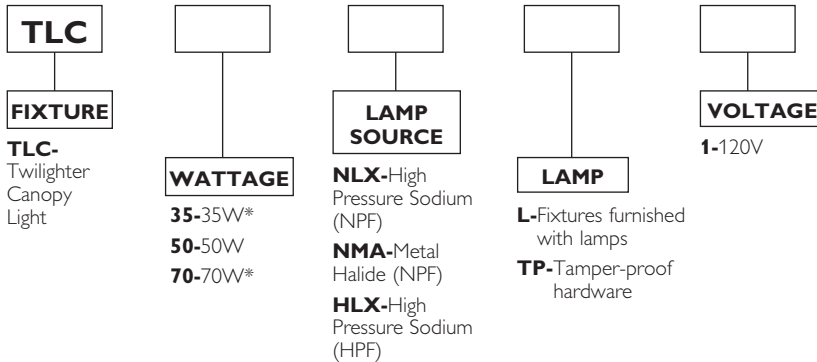 TLC
FIXTURE
TLC-
Twilighter
Canopy
Light
WATTAGE
35-35W*
50-50W
70-70W*
LAMP
SOURCE
NLX-High
Pressure Sodium
(NPF)
NMA-Metal
Halide (NPF)
HLX-High
Pressure Sodium
(HPF)
LAMP
L-Fixtures furnished
with lamps
TP-Tamper-proof
hardware
VOLTAGE
1-120V